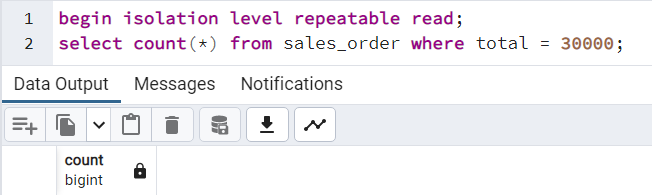 1 begin isolation level repeatable read;
2 select count(*) from sales_order where total = 30000;
Data Output Messages Notifications
count
bigint